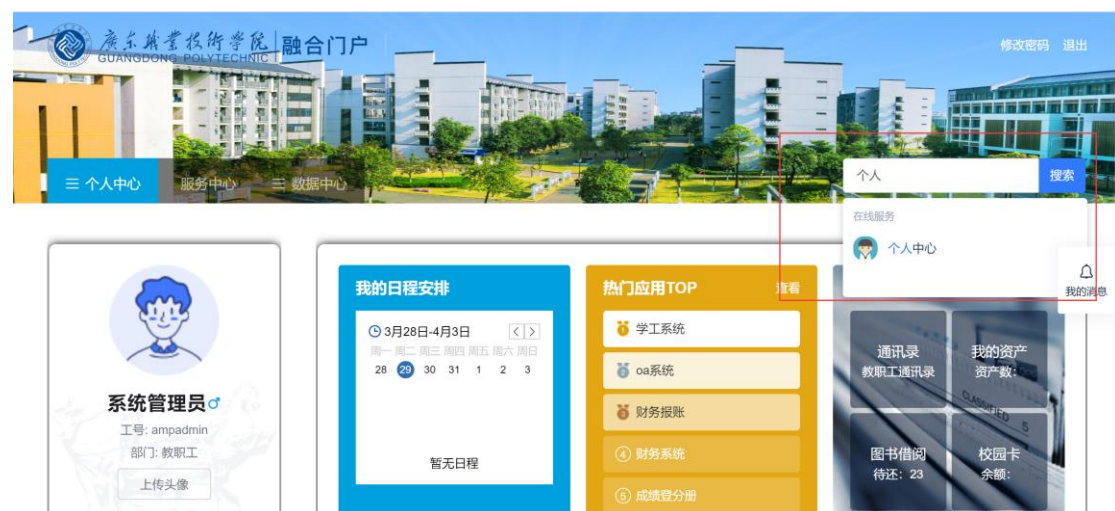 廣东职业技術学院 融合门户
GUANGDONG POLYTECHNIC
修改密码 退出
个人中心 服务中心 数据中心
个人 搜索
在线服务
个人中心
我的消息
系统管理员
工号: ampadmin
部门: 教职工
上传头像
我的日程安排
3月28日-4月3日
周一 周二 周三 周四 周五 周六 周日
28 29 30 31 1 2 3
暂无日程
热门应用TOP 查看
学工系统
oa系统
财务报账
④ 财务系统
⑤ 成绩登分册
通讯录
教职工通讯录
我的资产
资产数:
图书借阅
待还: 23
校园卡
余额:
CLASSIFIED 5